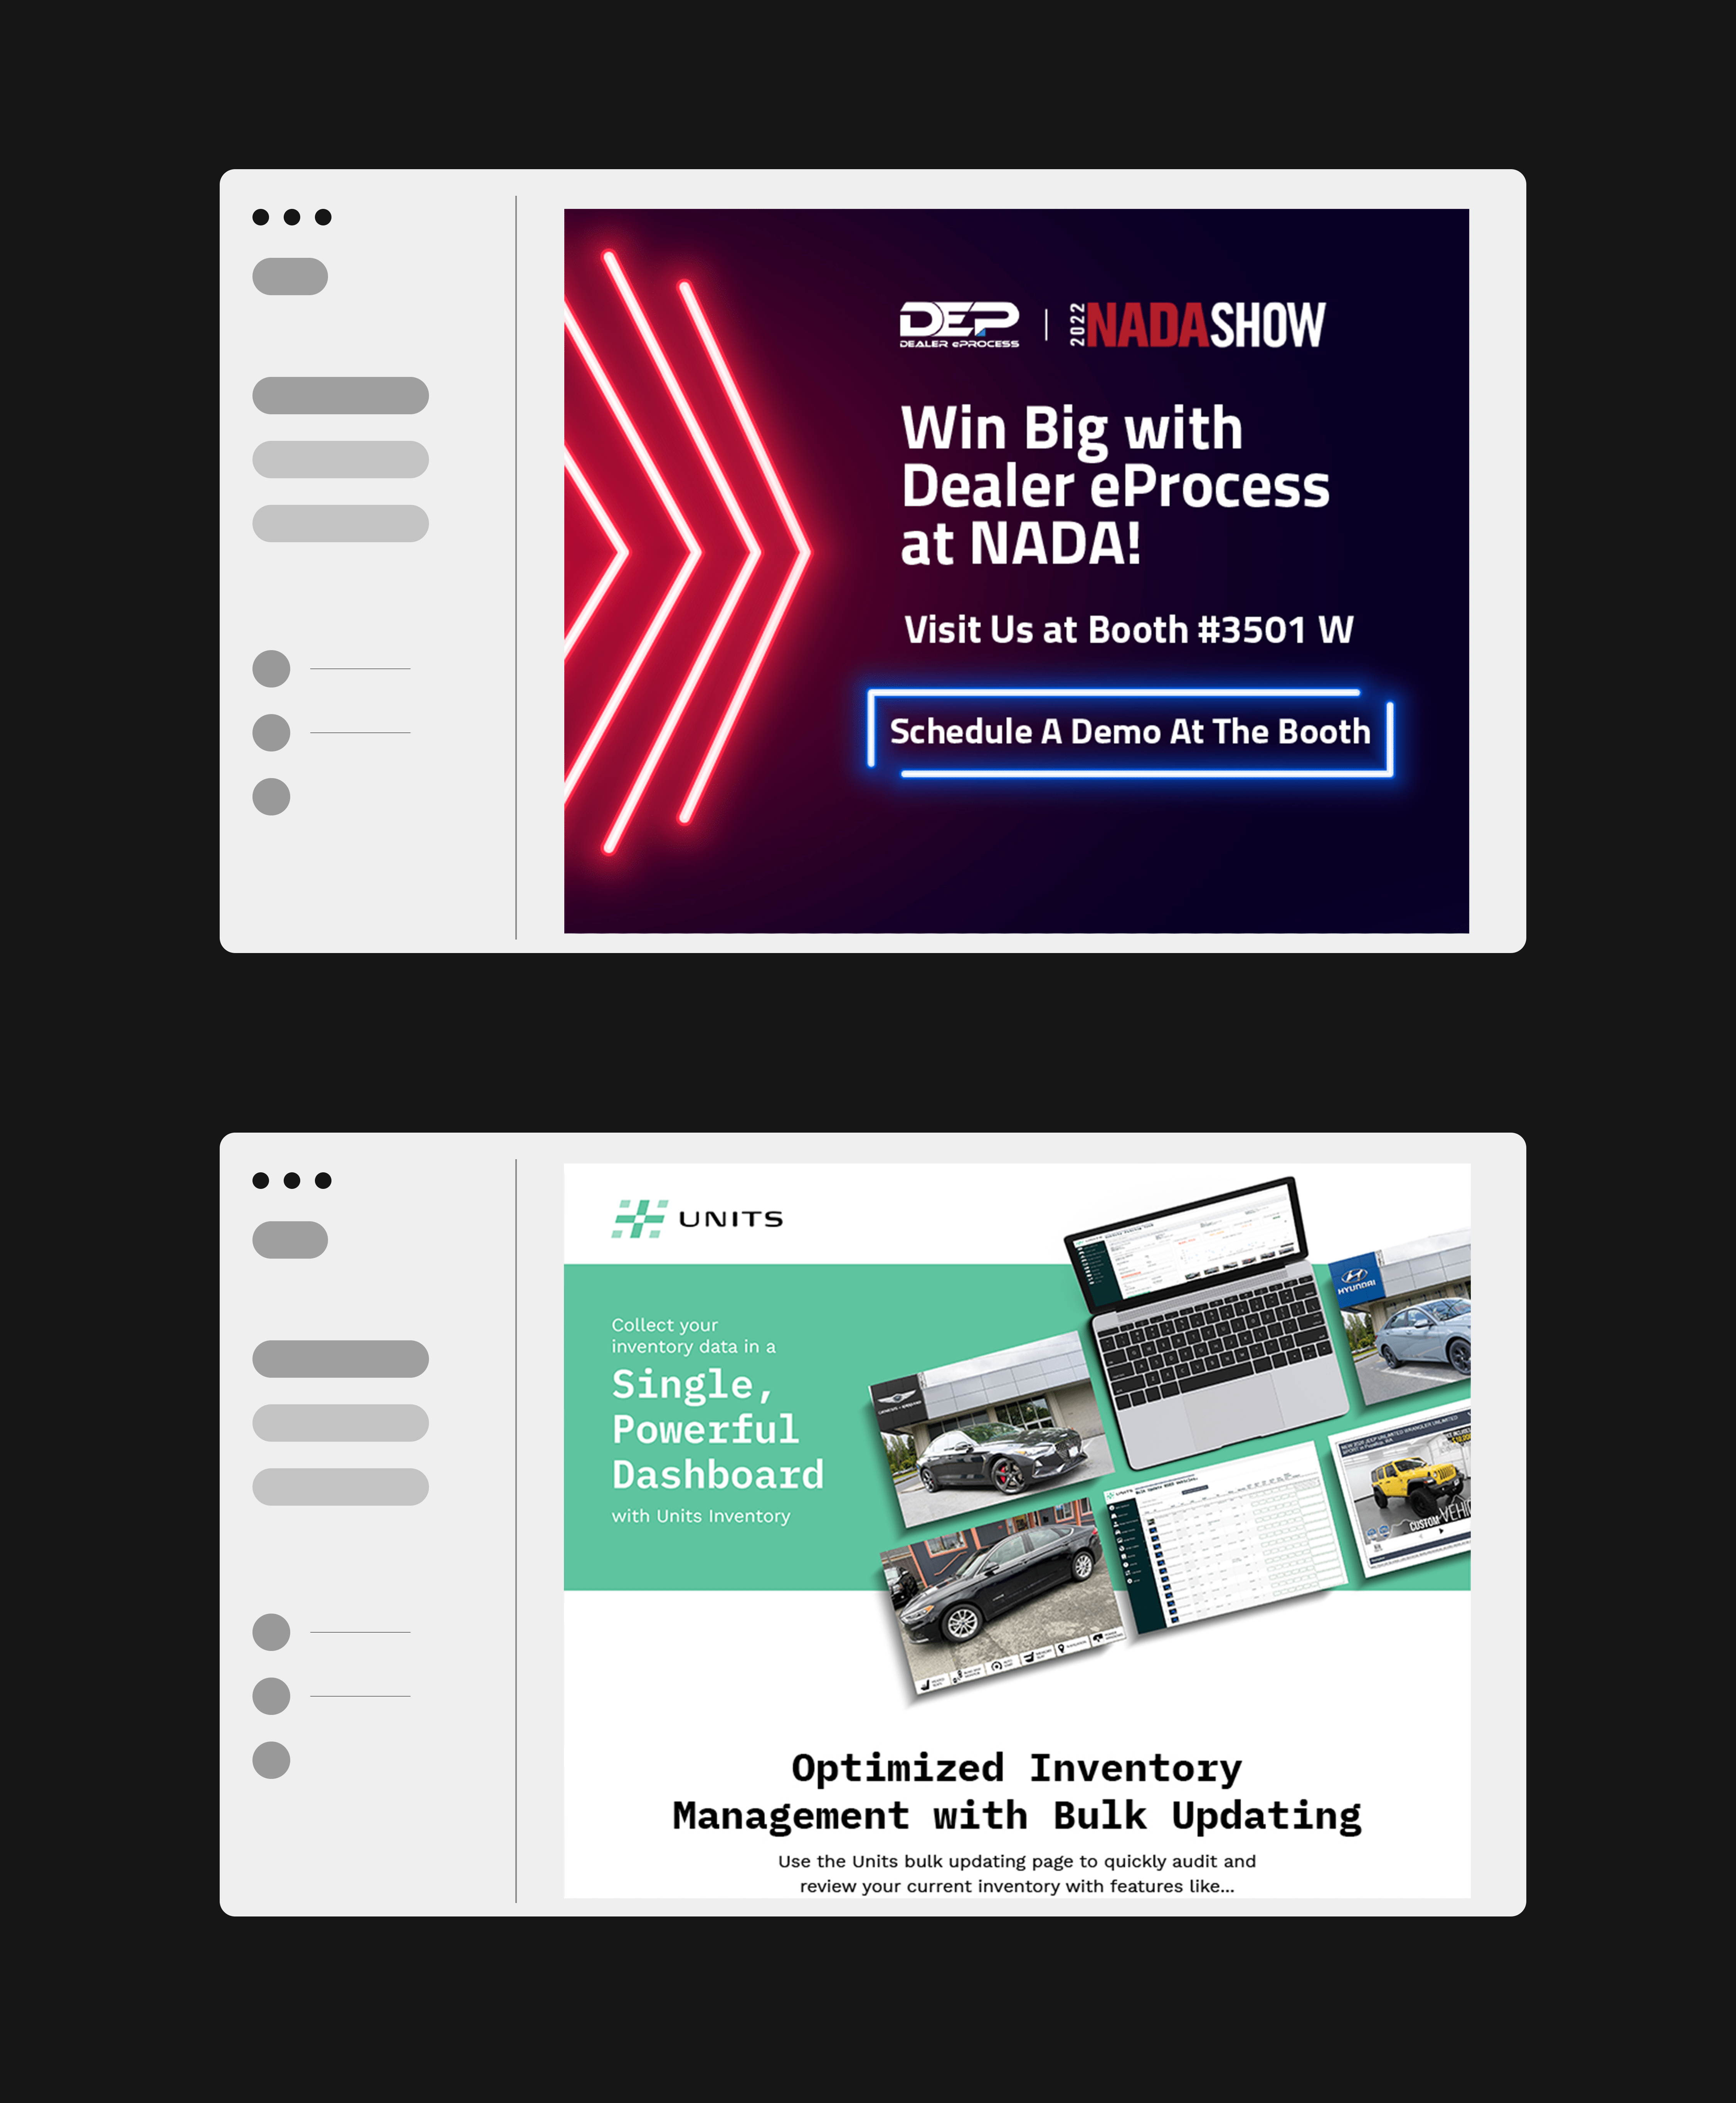 DEP
DEALER ePROCESS
2022 NADASHOW
Win Big with
Dealer eProcess
at NADA!
Visit Us at Booth #3501 W
Schedule A Demo At The Booth
UNITS
Collect your
inventory data in a
Single,
Powerful
Dashboard
with Units Inventory
HYUNDAI
UNITS
CUSTOM VEHIC
Optimized Inventory
Management with Bulk Updating
Use the Units bulk updating page to quickly audit and
review your current inventory with features like...